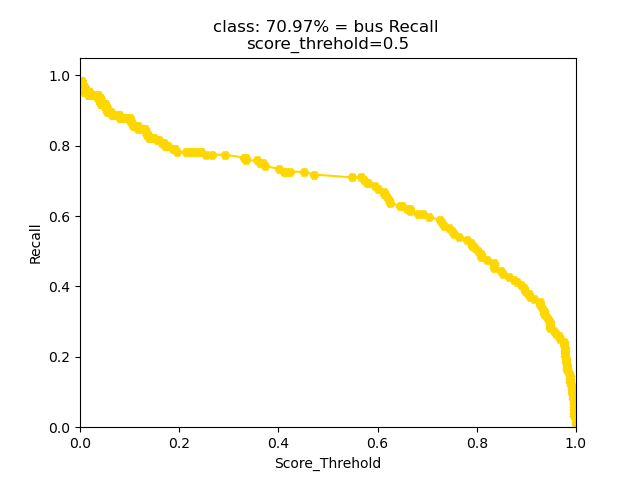 class: 70.97% = bus Recall
score_threhold=0.5
1.0
0.8
0.6
0.4
0.2
0.0
Recall
0.0 0.2 0.4 0.6 0.8 1.0
Score_Threhold